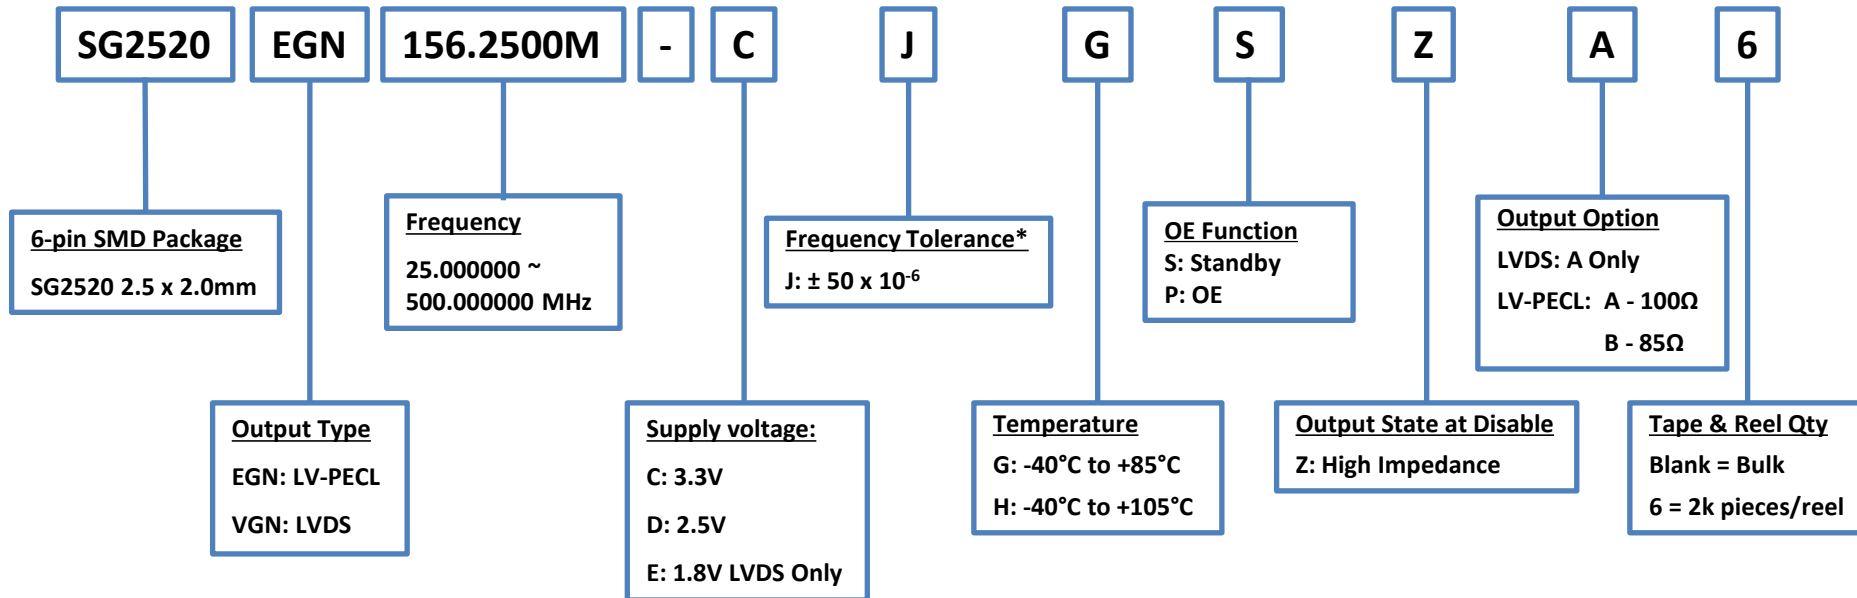 SG2520 EGN 156.2500M - C J G S Z A 6
6-pin SMD Package
SG2520 2.5 x 2.0mm
Output Type
EGN: LV-PECL
VGN: LVDS
Frequency
25.000000 ~
500.000000 MHz
Supply voltage:
C: 3.3V
D: 2.5V
E: 1.8V LVDS Only
Frequency Tolerance*
J: ± 50 x 10⁻⁶
Temperature
G: -40°C to +85°C
H: -40°C to +105°C
OE Function
S: Standby
P: OE
Output State at Disable
Z: High Impedance
Output Option
LVDS: A Only
LV-PECL: A - 100Ω
B - 85Ω
Tape & Reel Qty
Blank = Bulk
6 = 2k pieces/reel